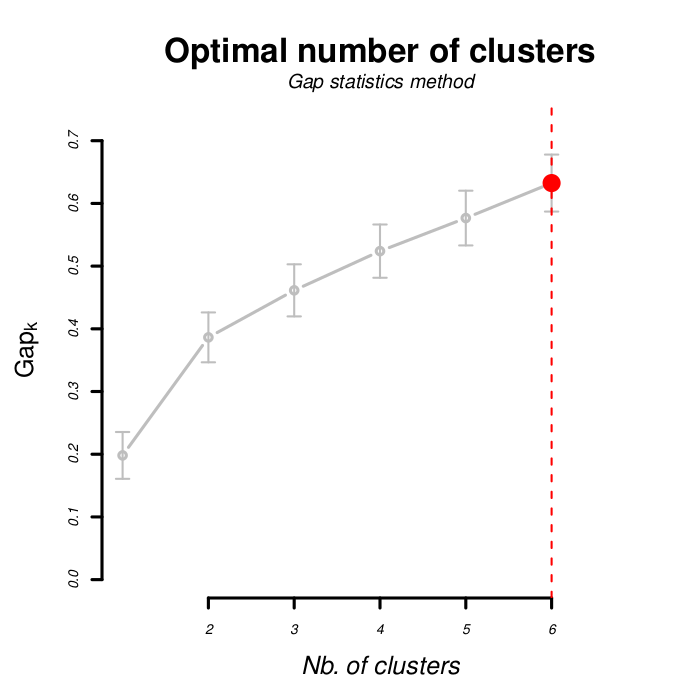 Optimal number of clusters
Gap statistics method
Gapk
0.7
0.6
0.5
0.4
0.3
0.2
0.1
0.0
2 3 4 5 6
Nb. of clusters